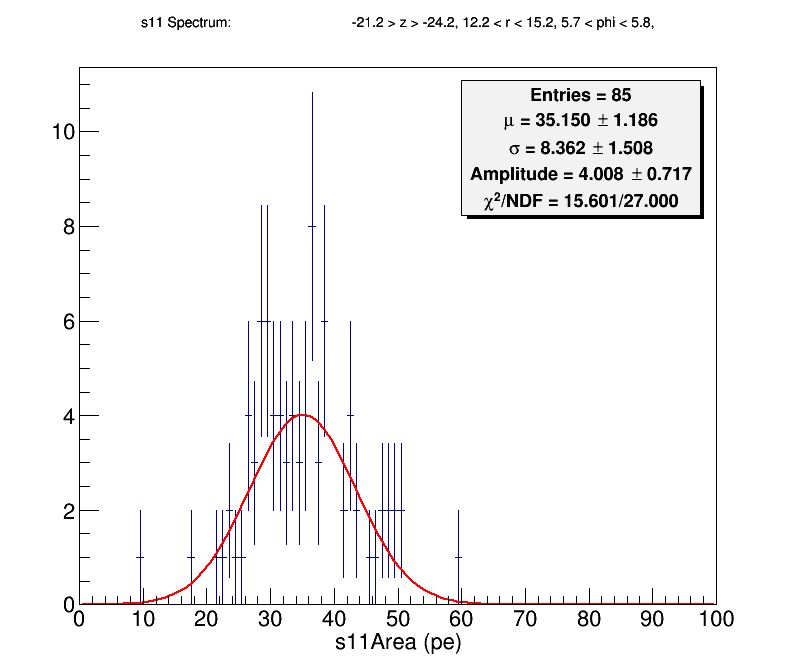 s11 Spectrum: -21.2 > z > -24.2, 12.2 < r < 15.2, 5.7 < phi < 5.8,
Entries = 85
μ = 35.150 ± 1.186
σ = 8.362 ± 1.508
Amplitude = 4.008 ± 0.717
χ²/NDF = 15.601/27.000
10
8
6
4
2
0
0 10 20 30 40 50 60 70 80 90 100
s11Area (pe)